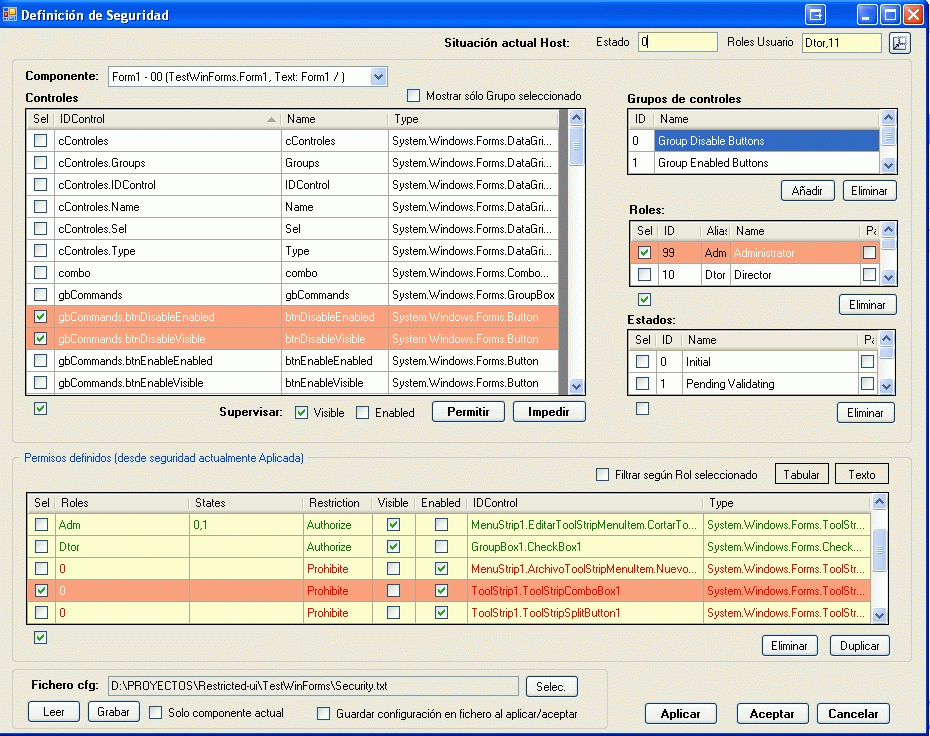 Definición de Seguridad
Situación actual Host: Estado 0 Roles Usuario Dtor,11
Componente: Form1 - 00 (TestWinForms.Form1, Text: Form1 / )
Controles
Mostrar sólo Grupo seleccionado
Sel IDControl Name Type
cControles cControles System.Windows.Forms.DataGri...
cControles.Groups Groups System.Windows.Forms.DataGri...
cControles.IDControl IDControl System.Windows.Forms.DataGri...
cControles.Name Name System.Windows.Forms.DataGri...
cControles.Sel Sel System.Windows.Forms.DataGri...
cControles.Type Type System.Windows.Forms.DataGri...
combo combo System.Windows.Forms.Combo...
gbCommands gbCommands System.Windows.Forms.GroupBox
gbCommands.btnDisableEnabled btnDisableEnabled System.Windows.Forms.Button
gbCommands.btnDisableVisible btnDisableVisible System.Windows.Forms.Button
gbCommands.btnEnableEnabled btnEnableEnabled System.Windows.Forms.Button
gbCommands.btnEnableVisible btnEnableVisible System.Windows.Forms.Button
Supervisar: Visible Enabled Permitir Impedir
Grupos de controles
ID Name
0 Group Disable Buttons
1 Group Enabled Buttons
Añadir Eliminar
Roles:
Sel ID Alias Name Pa
99 Adm Administrator
10 Dtor Director
Eliminar
Estados:
Sel ID Name Pa
0 Initial
1 Pending Validating
Eliminar
Permisos definidos (desde seguridad actualmente Aplicada)
Filtrar según Rol seleccionado Tabular Texto
Sel Roles States Restriction Visible Enabled IDControl Type
Adm 0,1 Authorize MenuStrip1.EditarToolStripMenuItem.CortarTo... System.Windows.Forms.ToolStr...
Dtor Authorize GroupBox1.CheckBox1 System.Windows.Forms.Check...
0 Prohibite MenuStrip1.ArchivoToolStripMenuItem.Nuevo... System.Windows.Forms.ToolStr...
0 Prohibite ToolStrip1.ToolStripComboBox1 System.Windows.Forms.ToolStr...
0 Prohibite ToolStrip1.ToolStripSplitButton1 System.Windows.Forms.ToolStr...
Eliminar Duplicar
Fichero cfg: D:\PROYECTOS\Restricted-ui\TestWinForms\Security.txt Selec.
Leer Grabar Solo componente actual Guardar configuración en fichero al aplicar/aceptar
Aplicar Aceptar Cancelar